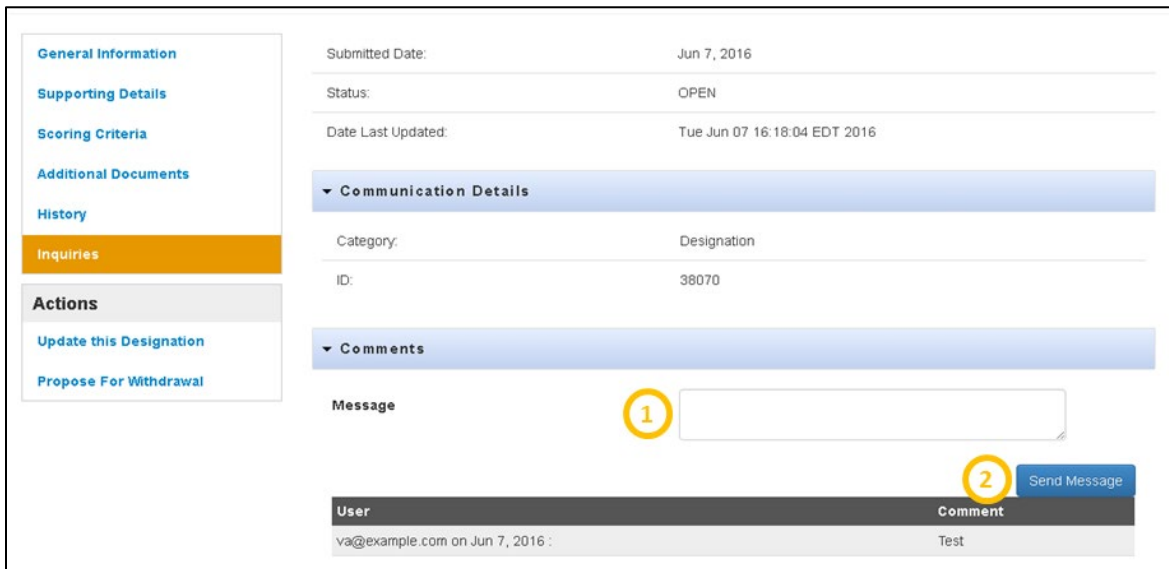 General Information
Supporting Details
Scoring Criteria
Additional Documents
History
Inquiries
Actions
Update this Designation
Propose For Withdrawal
Submitted Date: Jun 7, 2016
Status: OPEN
Date Last Updated: Tue Jun 07 16:18:04 EDT 2016
Communication Details
Category: Designation
ID: 38070
Comments
Message 1
2 Send Message
User Comment
va@example.com on Jun 7, 2016 : Test